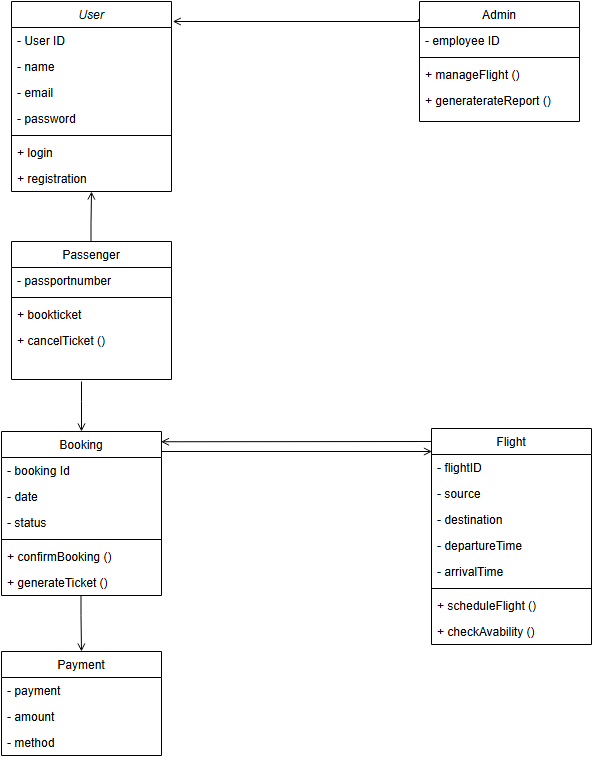 User
- User ID
- name
- email
- password
+ login
+ registration
Admin
- employee ID
+ manageFlight ()
+ generaterateReport ()
Passenger
- passportnumber
+ bookticket
+ cancelTicket ()
Booking
- booking Id
- date
- status
+ confirmBooking ()
+ generateTicket ()
Flight
- flightID
- source
- destination
- departureTime
- arrivalTime
+ scheduleFlight ()
+ checkAvability ()
Payment
- payment
- amount
- method